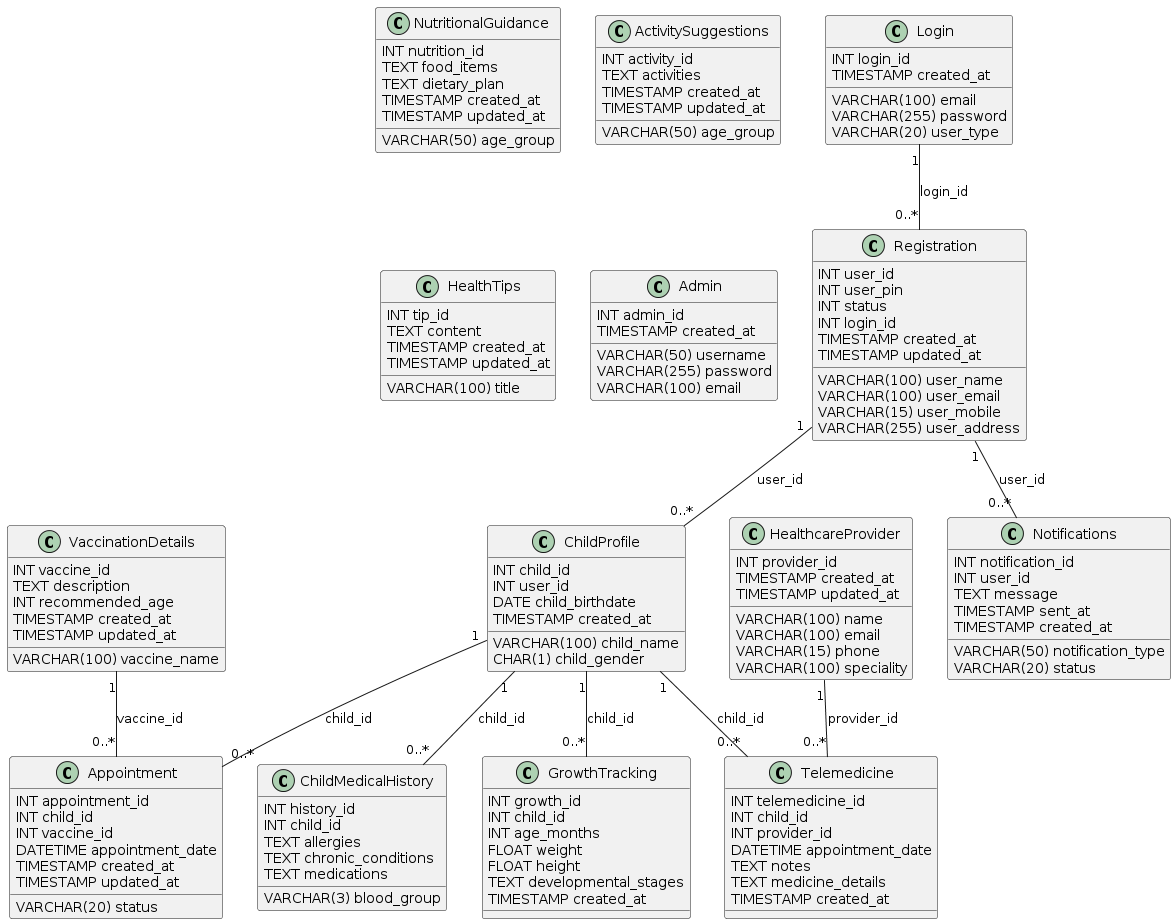 C NutritionalGuidance
INT nutrition_id
TEXT food_items
TEXT dietary_plan
TIMESTAMP created_at
TIMESTAMP updated_at
VARCHAR(50) age_group
C ActivitySuggestions
INT activity_id
TEXT activities
TIMESTAMP created_at
TIMESTAMP updated_at
VARCHAR(50) age_group
C Login
INT login_id
TIMESTAMP created_at
VARCHAR(100) email
VARCHAR(255) password
VARCHAR(20) user_type
1
login_id
0..*
C HealthTips
INT tip_id
TEXT content
TIMESTAMP created_at
TIMESTAMP updated_at
VARCHAR(100) title
C Admin
INT admin_id
TIMESTAMP created_at
VARCHAR(50) username
VARCHAR(255) password
VARCHAR(100) email
C Registration
INT user_id
INT user_pin
INT status
INT login_id
TIMESTAMP created_at
TIMESTAMP updated_at
VARCHAR(100) user_name
VARCHAR(100) user_email
VARCHAR(15) user_mobile
VARCHAR(255) user_address
1
user_id
0..*
1
user_id
0..*
C VaccinationDetails
INT vaccine_id
TEXT description
INT recommended_age
TIMESTAMP created_at
TIMESTAMP updated_at
VARCHAR(100) vaccine_name
C ChildProfile
INT child_id
INT user_id
DATE child_birthdate
TIMESTAMP created_at
VARCHAR(100) child_name
CHAR(1) child_gender
C HealthcareProvider
INT provider_id
TIMESTAMP created_at
TIMESTAMP updated_at
VARCHAR(100) name
VARCHAR(100) email
VARCHAR(15) phone
VARCHAR(100) speciality
C Notifications
INT notification_id
INT user_id
TEXT message
TIMESTAMP sent_at
TIMESTAMP created_at
VARCHAR(50) notification_type
VARCHAR(20) status
1
vaccine_id
0..*
1
child_id
0..*
1
child_id
0..*
1
child_id
0..*
1
child_id
0..*
1
provider_id
0..*
C Appointment
INT appointment_id
INT child_id
INT vaccine_id
DATETIME appointment_date
TIMESTAMP created_at
TIMESTAMP updated_at
VARCHAR(20) status
C ChildMedicalHistory
INT history_id
INT child_id
TEXT allergies
TEXT chronic_conditions
TEXT medications
VARCHAR(3) blood_group
C GrowthTracking
INT growth_id
INT child_id
INT age_months
FLOAT weight
FLOAT height
TEXT developmental_stages
TIMESTAMP created_at
C Telemedicine
INT telemedicine_id
INT child_id
INT provider_id
DATETIME appointment_date
TEXT notes
TEXT medicine_details
TIMESTAMP created_at